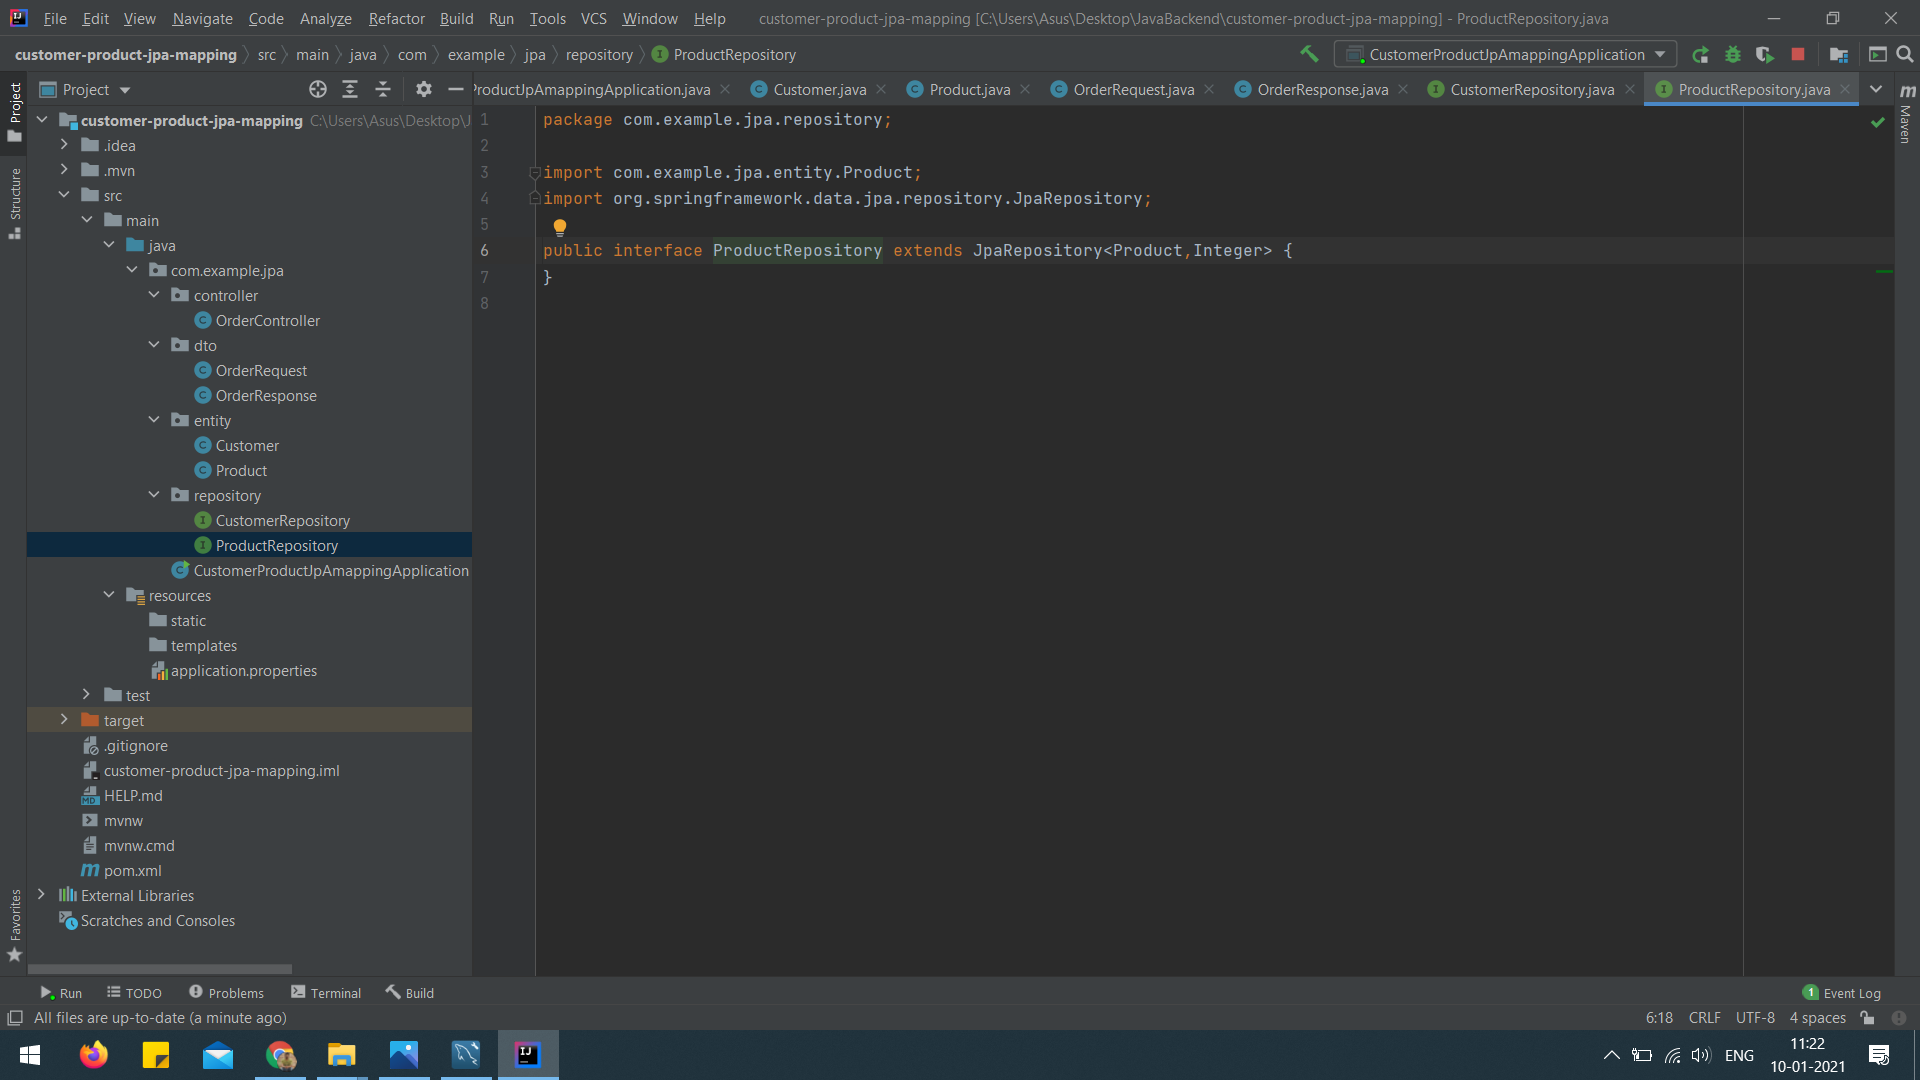 File Edit View Navigate Code Analyze Refactor Build Run Tools VCS Window Help customer-product-jpa-mapping [C:\Users\Asus\Desktop\JavaBackend\customer-product-jpa-mapping] - ProductRepository.java
customer-product-jpa-mapping src main java com example jpa repository ProductRepository
CustomerProductJpAmappingApplication
Project
ProductJpAmappingApplication.java Customer.java Product.java OrderRequest.java OrderResponse.java CustomerRepository.java ProductRepository.java
Project
Structure
Favorites
Maven
customer-product-jpa-mapping C:\Users\Asus\Desktop\J
.idea
.mvn
src
main
java
com.example.jpa
controller
OrderController
dto
OrderRequest
OrderResponse
entity
Customer
Product
repository
CustomerRepository
ProductRepository
CustomerProductJpAmappingApplication
resources
static
templates
application.properties
test
target
.gitignore
customer-product-jpa-mapping.iml
HELP.md
mvnw
mvnw.cmd
pom.xml
External Libraries
Scratches and Consoles
1 package com.example.jpa.repository;
2
3 import com.example.jpa.entity.Product;
4 import org.springframework.data.jpa.repository.JpaRepository;
5
6 public interface ProductRepository extends JpaRepository<Product,Integer> {
7 }
8
Run TODO Problems Terminal Build 1 Event Log
All files are up-to-date (a minute ago) 6:18 CRLF UTF-8 4 spaces
ENG 11:22
10-01-2021